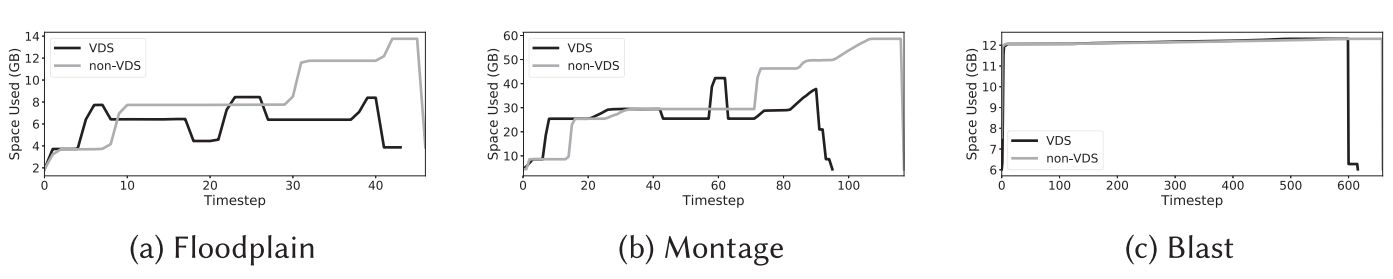 14
12
10
8
6
4
2
Space Used (GB)
VDS
non-VDS
0 10 20 30 40
Timestep
(a) Floodplain
60
50
40
30
20
10
Space Used (GB)
VDS
non-VDS
0 20 40 60 80 100
Timestep
(b) Montage
12
11
10
9
8
7
6
Space Used (GB)
VDS
non-VDS
0 100 200 300 400 500 600
Timestep
(c) Blast